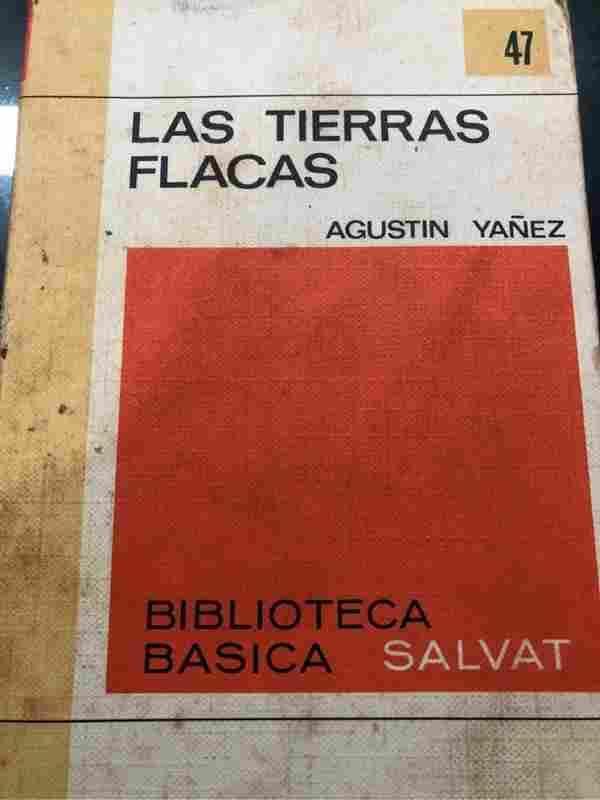 47
LAS TIERRAS
FLACAS
AGUSTIN YAÑEZ
BIBLIOTECA
BASICA SALVAT